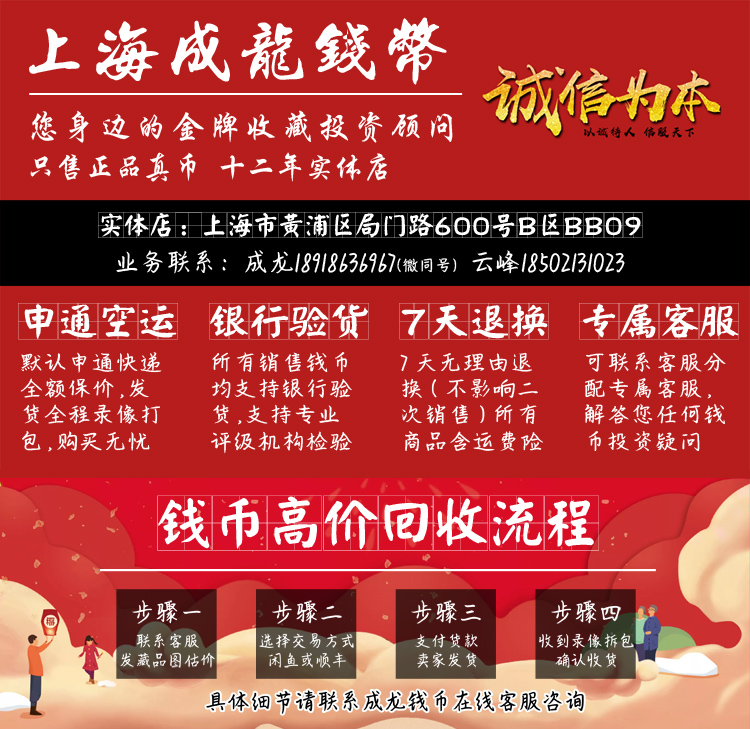 上海成龍錢幣
诚信为本
以诚待人 信服天下
您身边的金牌收藏投资顾问
只售正品真币 十二年实体店
实体店：上海市黄浦区局门路600号B区BB09
业务联系：成龙18918636967(微同号) 云峰18502131023
申通空运
默认申通快递
全额保价,发
货全程录像打
包,购买无忧
银行验货
所有销售钱币
均支持银行验
货,支持专业
评级机构检验
7天退换
7天无理由退
换（不影响二
次销售）所有
商品含运费险
专属客服
可联系客服分
配专属客服,
解答您任何钱
币投资疑问
钱币高价回收流程
步骤一
联系客服
发藏品图估价
步骤二
选择交易方式
闲鱼或顺丰
步骤三
支付货款
卖家发货
步骤四
收到录像拆包
确认收货
福
具体细节请联系成龙钱币在线客服咨询